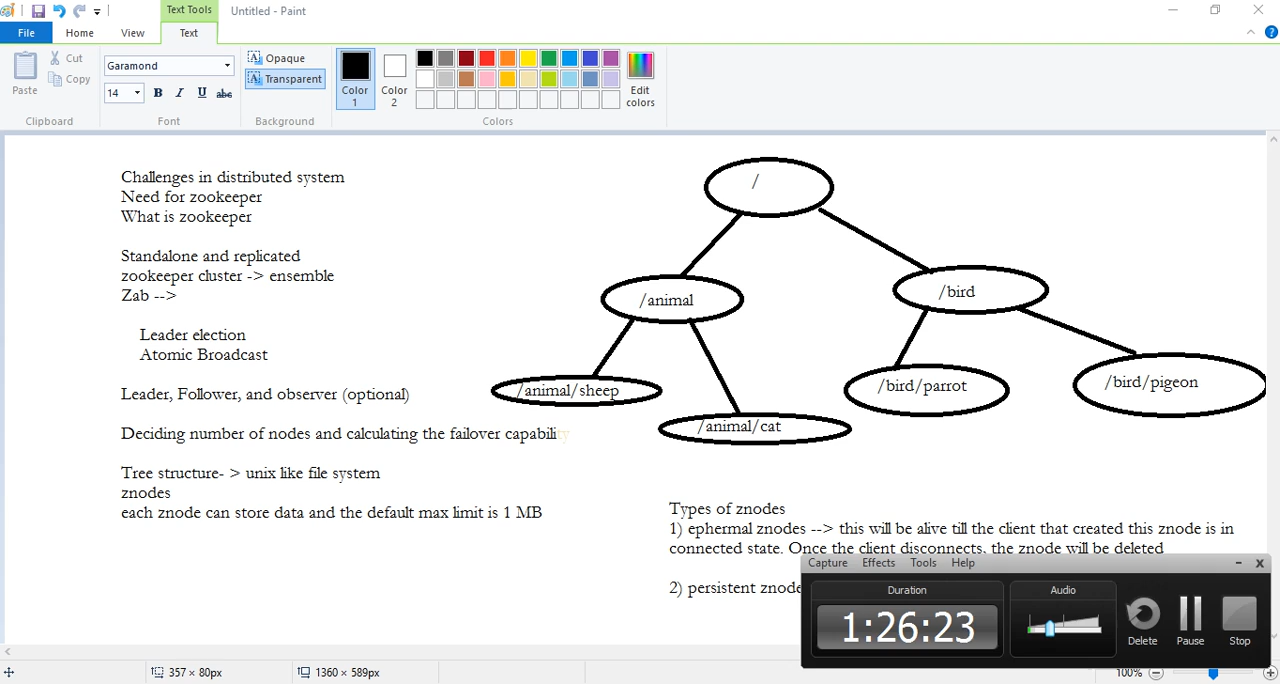 Text Tools
Untitled - Paint
File
Home
View
Text
Paste
Cut
Copy
Clipboard
Garamond
14
B I U abc
Font
Opaque
Transparent
Background
Color 1
Color 2
Edit colors
Colors
Challenges in distributed system
Need for zookeeper
What is zookeeper
Standalone and replicated
zookeeper cluster -> ensemble
Zab -->
Leader election
Atomic Broadcast
Leader, Follower, and observer (optional)
Deciding number of nodes and calculating the failover capability
Tree structure- > unix like file system
znodes
each znode can store data and the default max limit is 1 MB
/
/animal
/bird
/animal/sheep
/animal/cat
/bird/parrot
/bird/pigeon
Types of znodes
1) ephermal znodes --> this will be alive till the client that created this znode is in
connected state. Once the client disconnects, the znode will be deleted
2) persistent znode
Capture Effects Tools Help
Duration
1:26:23
Audio
Delete
Pause
Stop
357 × 80px
1360 × 589px
100%